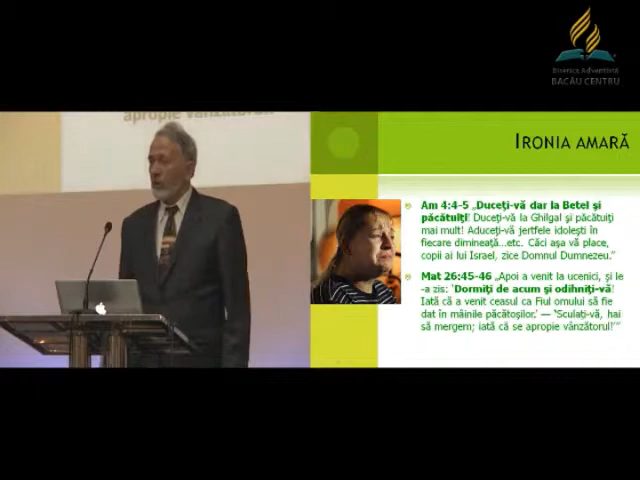 Biserica Adventistă
BACĂU CENTRU
apropie vânzătorul!
IRONIA AMARĂ
Am 4:4-5 „Duceţi-vă dar la Betel şi
păcătuiţi! Duceţi-vă la Ghilgal şi păcătuiţi
mai mult! Aduceţi-vă jertfele idoleşti în
fiecare dimineaţă...etc. Căci aşa vă place,
copii ai lui Israel, zice Domnul Dumnezeu.”
Mat 26:45-46 „Apoi a venit la ucenici, şi le
-a zis: ‘Dormiţi de acum şi odihniţi-vă!
Iată că a venit ceasul ca Fiul omului să fie
dat în mâinile păcătoşilor.’ — ‘Sculaţi-vă, hai
să mergem; iată că se apropie vânzătorul!’”